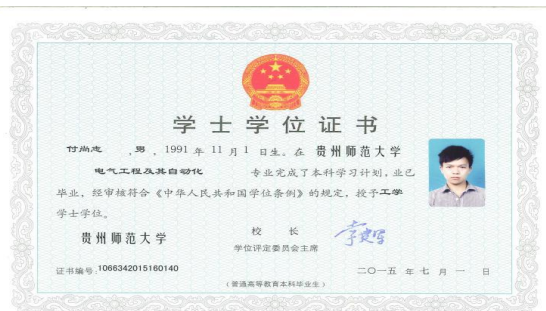 学士学位证书
付尚志 ,男 , 1991 年 11 月 1 日生。在 贵州师范大学
电气工程及其自动化 专业完成了本科学习计划,业已
毕业,经审核符合《中华人民共和国学位条例》的规定,授予工学
学士学位。
贵州师范大学 校 长
学位评定委员会主席
证书编号:1066342015160140 二〇一五 年 七 月 一 日
(普通高等教育本科毕业生)